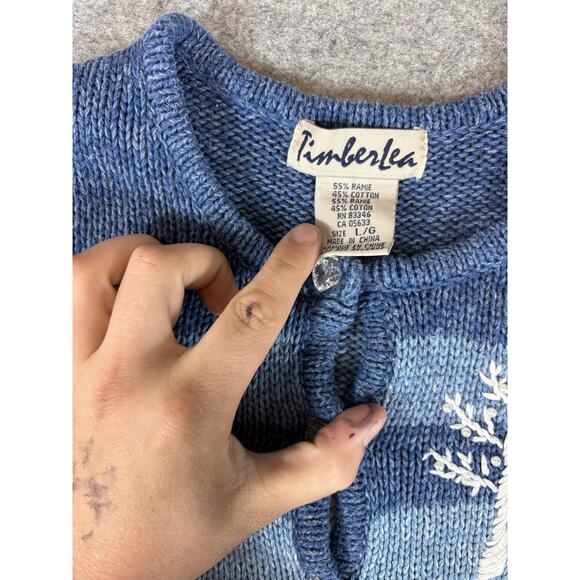 TimberLea
55% RAMIE
45% COTTON
55% RAMIE
45% COTON
RN 83346
CA 05633
SIZE L/G
MADE IN CHINA